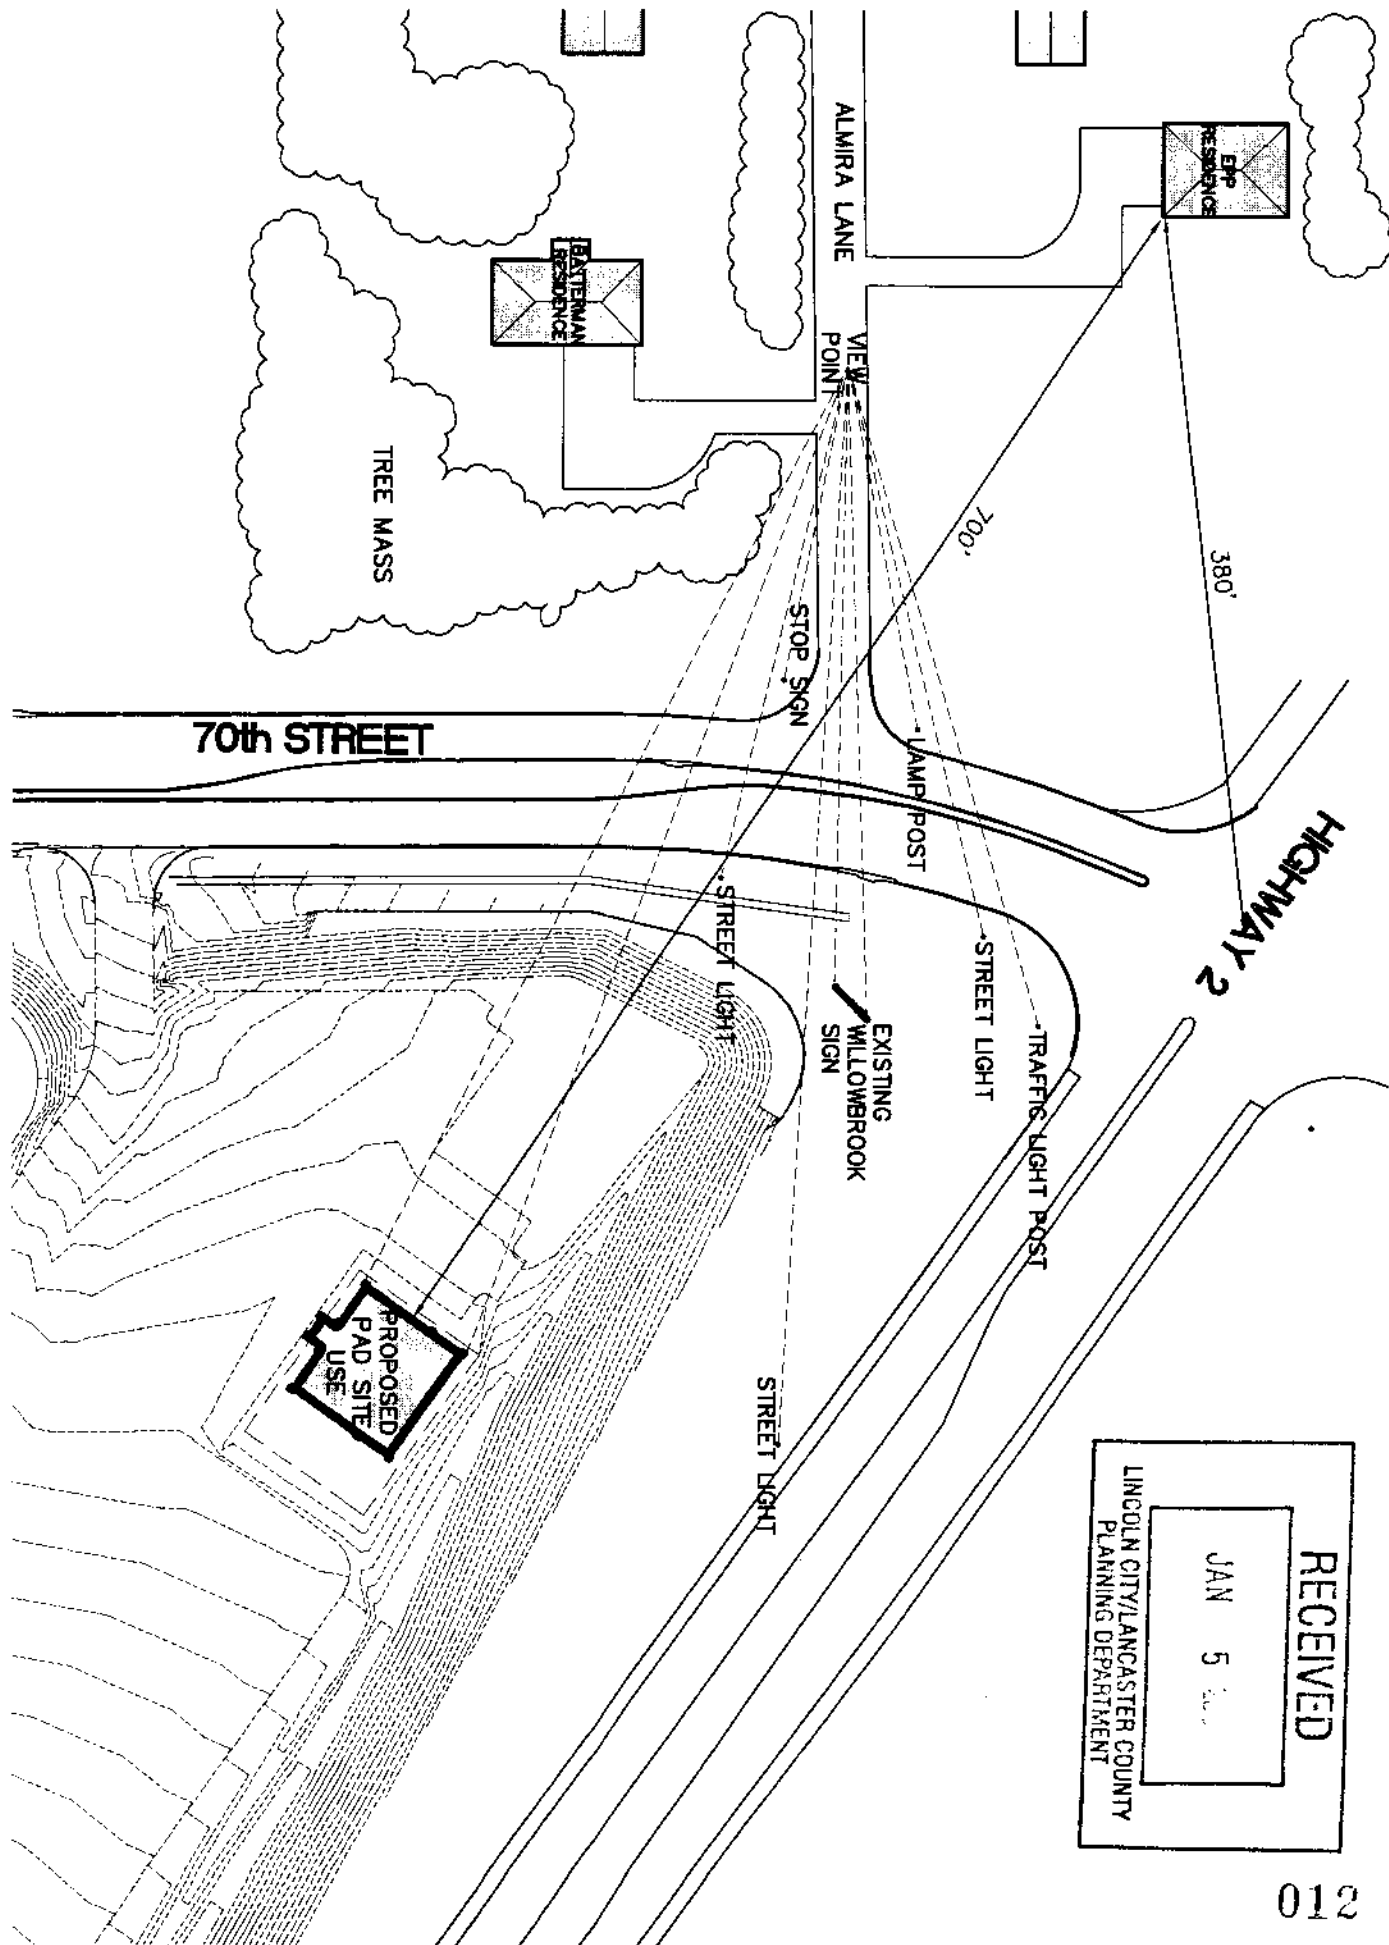 EPP
RESIDENCE
ALMIRA LANE
BATTERMAN
RESIDENCE
VIEW
POINT
TREE MASS
700'
380'
STOP SIGN
70th STREET
LAMP POST
HIGHWAY 2
STREET LIGHT
STREET LIGHT
EXISTING
WILLOWBROOK
SIGN
TRAFFIC LIGHT POST
PROPOSED
PAD SITE
USE
STREET LIGHT
RECEIVED
JAN 5
LINCOLN CITY/LANCASTER COUNTY
PLANNING DEPARTMENT
012